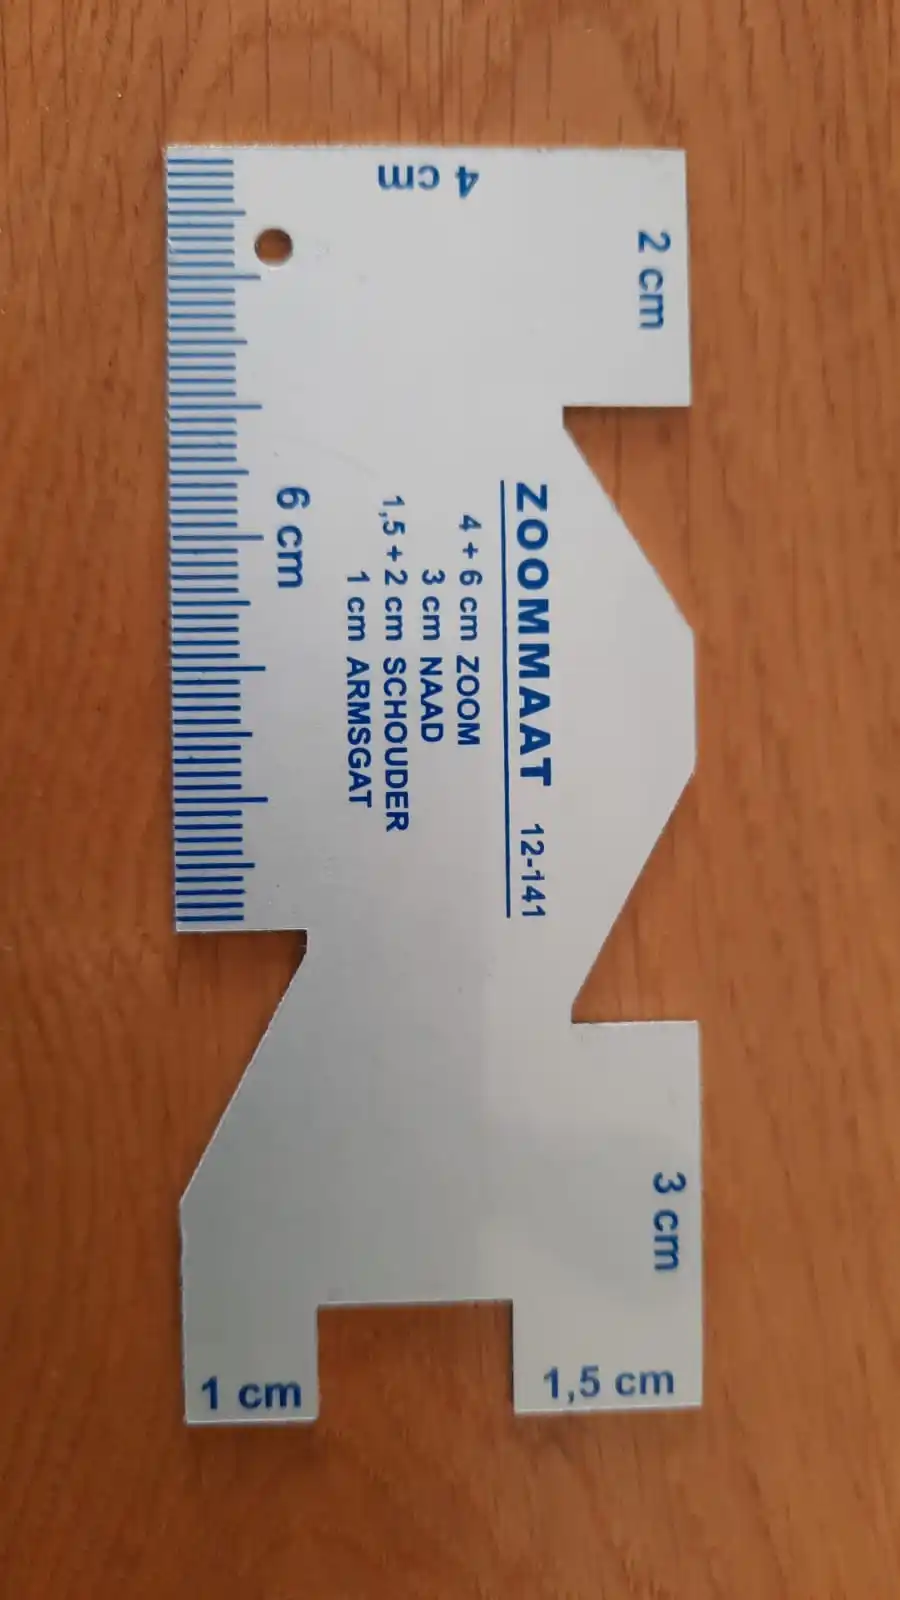 4 cm
2 cm
ZOOMMAAT 12-141
4 + 6 cm ZOOM
3 cm NAAD
1,5 + 2 cm SCHOUDER
1 cm ARMSGAT
6 cm
3 cm
1,5 cm
1 cm